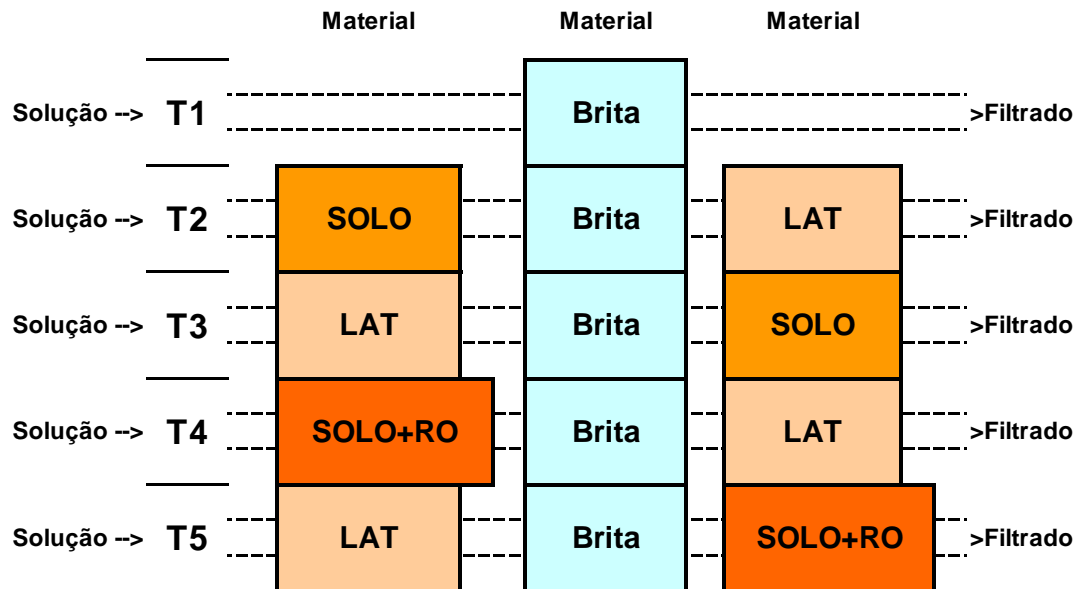 Material Material Material
Solução --> T1 Brita >Filtrado
Solução --> T2 SOLO Brita LAT >Filtrado
Solução --> T3 LAT Brita SOLO >Filtrado
Solução --> T4 SOLO+RO Brita LAT >Filtrado
Solução --> T5 LAT Brita SOLO+RO >Filtrado